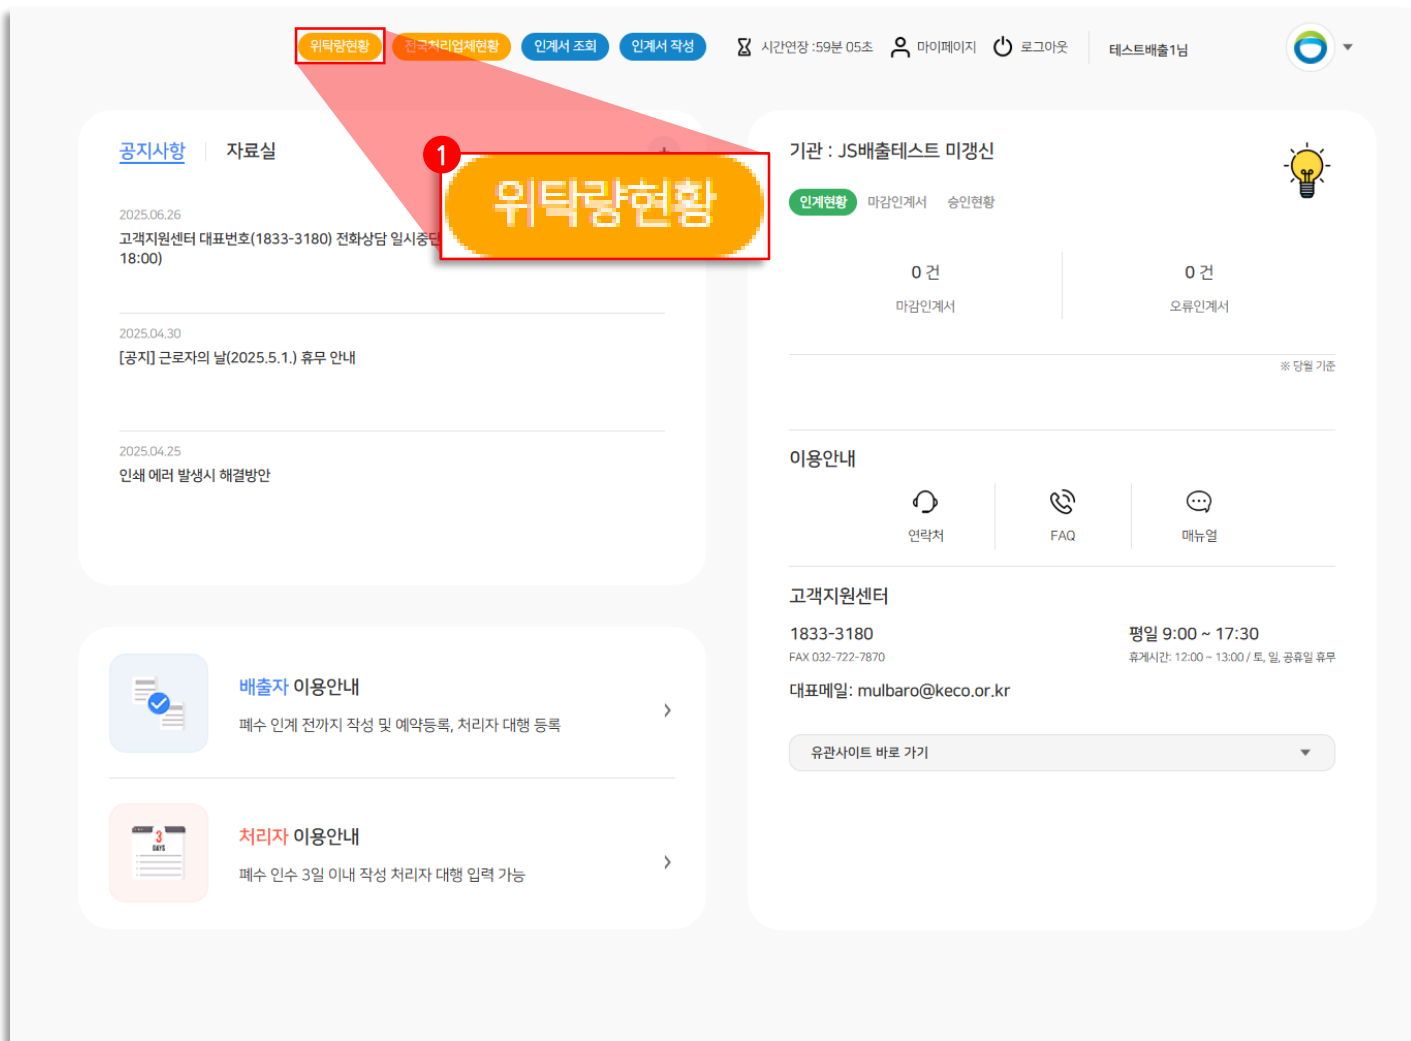 위탁량현황
전국처리업체현황
인계서 조회
인계서 작성
시간연장 :59분 05초
마이페이지
로그아웃
테스트배출1님
공지사항
자료실
1
위탁량현황
2025.06.26
고객지원센터 대표번호(1833-3180) 전화상담 일시중단
18:00)
2025.04.30
[공지] 근로자의 날(2025.5.1.) 휴무 안내
2025.04.25
인쇄 에러 발생시 해결방안
배출자 이용안내
폐수 인계 전까지 작성 및 예약등록, 처리자 대행 등록
3
DAYS
처리자 이용안내
폐수 인수 3일 이내 작성 처리자 대행 입력 가능
기관 : JS배출테스트 미갱신
인계현황
마감인계서
승인현황
0 건
마감인계서
0 건
오류인계서
※ 당월 기준
이용안내
연락처
FAQ
매뉴얼
고객지원센터
1833-3180
FAX 032-722-7870
평일 9:00 ~ 17:30
휴게시간: 12:00 ~ 13:00 / 토, 일, 공휴일 휴무
대표메일: mulbaro@keco.or.kr
유관사이트 바로 가기